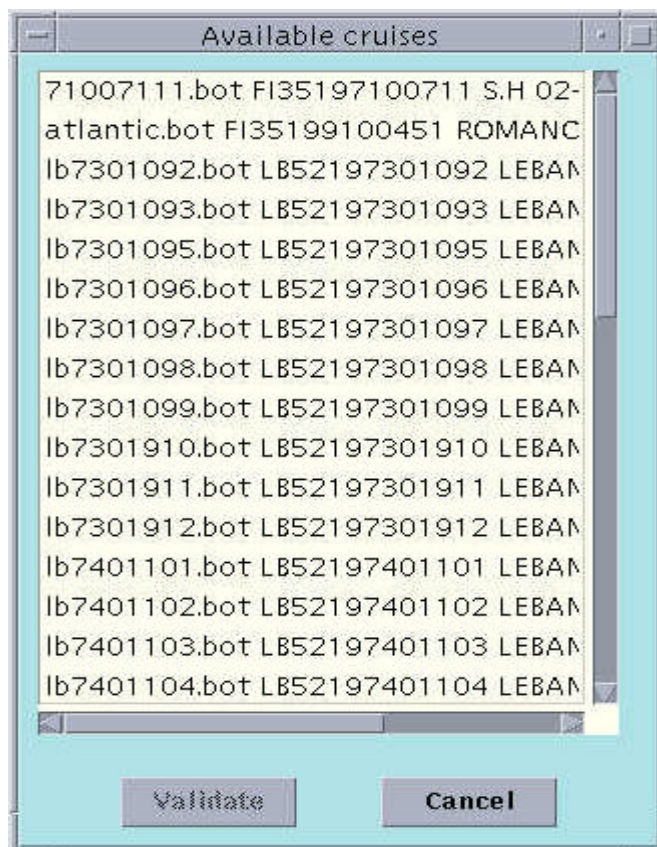 Available cruises
71007111.bot FI35197100711 S.H 02-
atlantic.bot FI35199100451 ROMANC
lb7301092.bot LB52197301092 LEBAN
lb7301093.bot LB52197301093 LEBAN
lb7301095.bot LB52197301095 LEBAN
lb7301096.bot LB52197301096 LEBAN
lb7301097.bot LB52197301097 LEBAN
lb7301098.bot LB52197301098 LEBAN
lb7301099.bot LB52197301099 LEBAN
lb7301910.bot LB52197301910 LEBAN
lb7301911.bot LB52197301911 LEBAN
lb7301912.bot LB52197301912 LEBAN
lb7401101.bot LB52197401101 LEBAN
lb7401102.bot LB52197401102 LEBAN
lb7401103.bot LB52197401103 LEBAN
lb7401104.bot LB52197401104 LEBAN
Validate Cancel